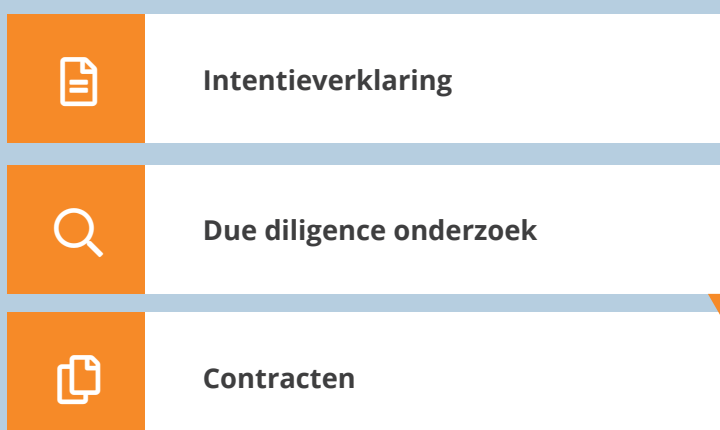 Intentieverklaring
Due diligence onderzoek
Contracten